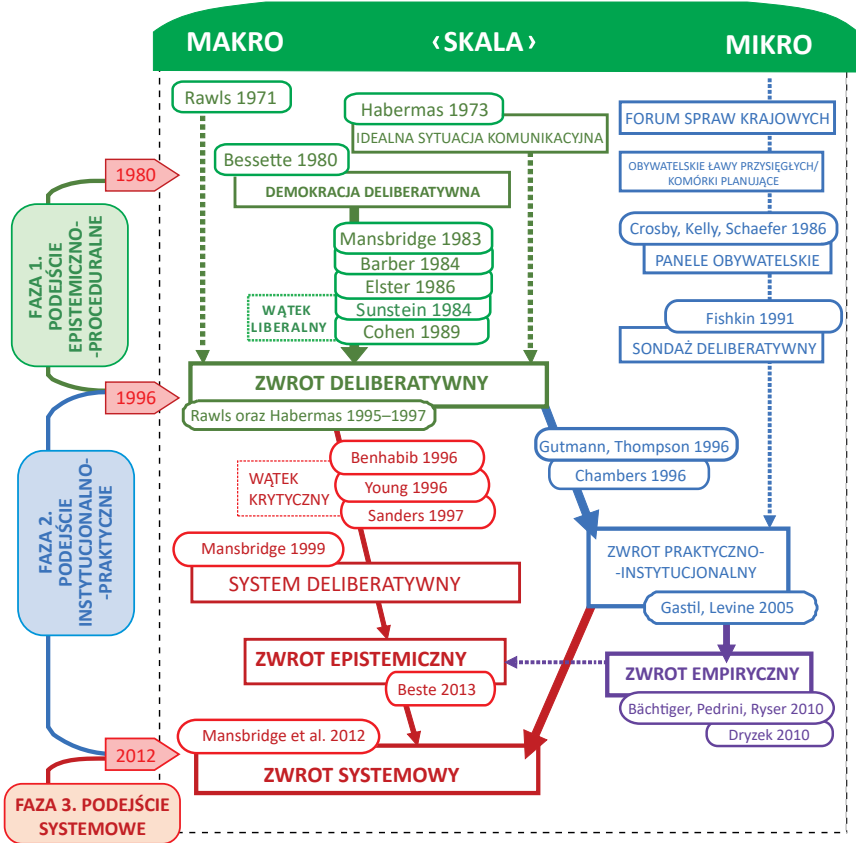 MAKRO ‹SKALA› MIKRO
Rawls 1971
Habermas 1973
IDEALNA SYTUACJA KOMUNIKACYJNA
FORUM SPRAW KRAJOWYCH
Bessette 1980
DEMOKRACJA DELIBERATYWNA
OBYWATELSKIE ŁAWY PRZYSIĘGŁYCH/
KOMÓRKI PLANUJĄCE
1980
FAZA 1.
PODEJŚCIE
EPISTEMICZNO-
-PROCEDURALNE
Mansbridge 1983
Barber 1984
Elster 1986
Sunstein 1984
Cohen 1989
WĄTEK
LIBERALNY
Crosby, Kelly, Schaefer 1986
PANELE OBYWATELSKIE
Fishkin 1991
SONDAŻ DELIBERATYWNY
1996
ZWROT DELIBERATYWNY
Rawls oraz Habermas 1995–1997
FAZA 2.
PODEJŚCIE
INSTYTUCJONALNO-
-PRAKTYCZNE
Benhabib 1996
Young 1996
Sanders 1997
WĄTEK
KRYTYCZNY
Gutmann, Thompson 1996
Chambers 1996
Mansbridge 1999
SYSTEM DELIBERATYWNY
ZWROT PRAKTYCZNO-
-INSTYTUCJONALNY
Gastil, Levine 2005
ZWROT EPISTEMICZNY
Beste 2013
ZWROT EMPIRYCZNY
Bächtiger, Pedrini, Ryser 2010
Dryzek 2010
2012
Mansbridge et al. 2012
ZWROT SYSTEMOWY
FAZA 3. PODEJŚCIE
SYSTEMOWE